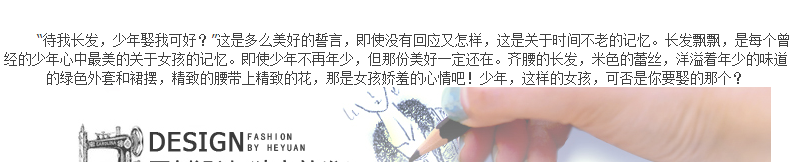 “待我长发，少年娶我可好？”这是多么美好的誓言，即使没有回应又怎样，这是关于时间不老的记忆。长发飘飘，是每个曾
经的少年心中最美的关于女孩的记忆。即使少年不再年少，但那份美好一定还在。齐腰的长发，米色的蕾丝，洋溢着年少的味道
的绿色外套和裙摆，精致的腰带上精致的花，那是女孩娇羞的心情吧！少年，这样的女孩，可否是你要娶的那个？
DESIGN FASHION
BY HEYUAN